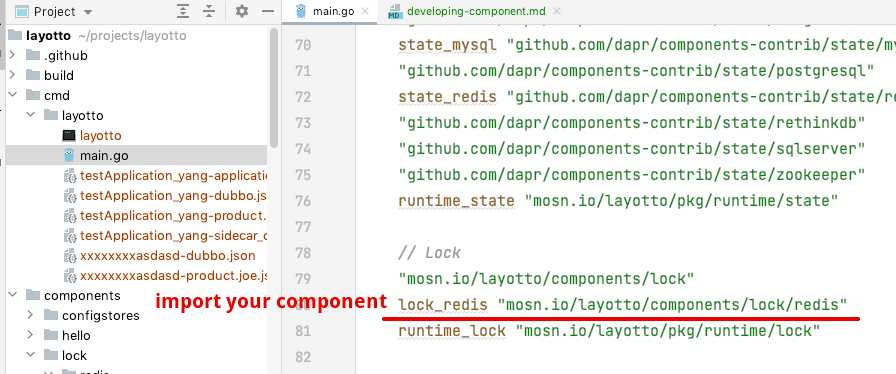 Project
main.go
developing-component.md
layotto ~/projects/layotto
.github
build
cmd
layotto
layotto
main.go
testApplication_yang-application
testApplication_yang-dubbo.js
testApplication_yang-product.
testApplication_yang-sidecar_c
xxxxxxxxasdasd-dubbo.json
xxxxxxxxasdasd-product.joe.js
components
configstores
hello
lock
redis
import your component
70 state_mysql "github.com/dapr/components-contrib/state/my
71 "github.com/dapr/components-contrib/state/postgresql"
72 state_redis "github.com/dapr/components-contrib/state/re
73 "github.com/dapr/components-contrib/state/rethinkdb"
74 "github.com/dapr/components-contrib/state/sqlserver"
75 "github.com/dapr/components-contrib/state/zookeeper"
76 runtime_state "mosn.io/layotto/pkg/runtime/state"
77
78 // Lock
79 "mosn.io/layotto/components/lock"
lock_redis "mosn.io/layotto/components/lock/redis"
81 runtime_lock "mosn.io/layotto/pkg/runtime/lock"
82